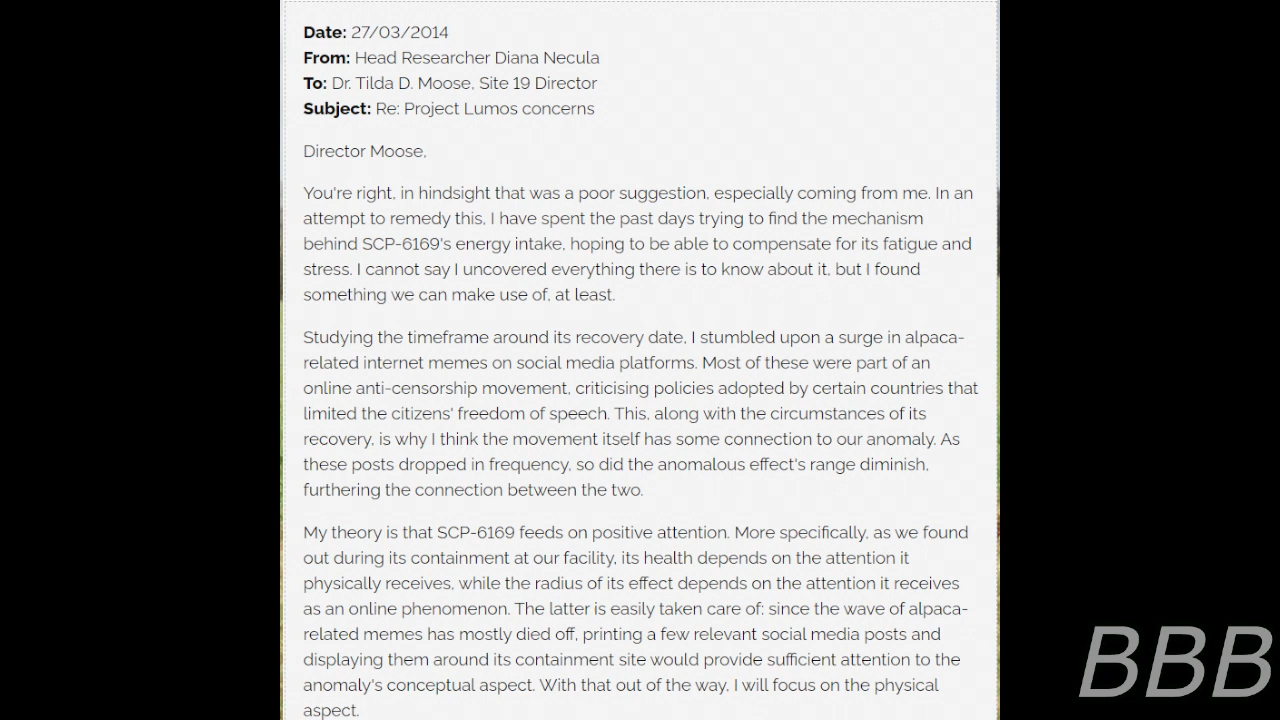 Date: 27/03/2014
From: Head Researcher Diana Necula
To: Dr. Tilda D. Moose, Site 19 Director
Subject: Re: Project Lumos concerns
Director Moose,
You're right, in hindsight that was a poor suggestion, especially coming from me. In an
attempt to remedy this, I have spent the past days trying to find the mechanism
behind SCP-6169's energy intake, hoping to be able to compensate for its fatigue and
stress. I cannot say I uncovered everything there is to know about it, but I found
something we can make use of, at least.
Studying the timeframe around its recovery date, I stumbled upon a surge in alpaca-
related internet memes on social media platforms. Most of these were part of an
online anti-censorship movement, criticising policies adopted by certain countries that
limited the citizens' freedom of speech. This, along with the circumstances of its
recovery, is why I think the movement itself has some connection to our anomaly. As
these posts dropped in frequency, so did the anomalous effect's range diminish,
furthering the connection between the two.
My theory is that SCP-6169 feeds on positive attention. More specifically, as we found
out during its containment at our facility, its health depends on the attention it
physically receives, while the radius of its effect depends on the attention it receives
as an online phenomenon. The latter is easily taken care of: since the wave of alpaca-
related memes has mostly died off, printing a few relevant social media posts and
displaying them around its containment site would provide sufficient attention to the
anomaly's conceptual aspect. With that out of the way, I will focus on the physical
aspect.
BBB